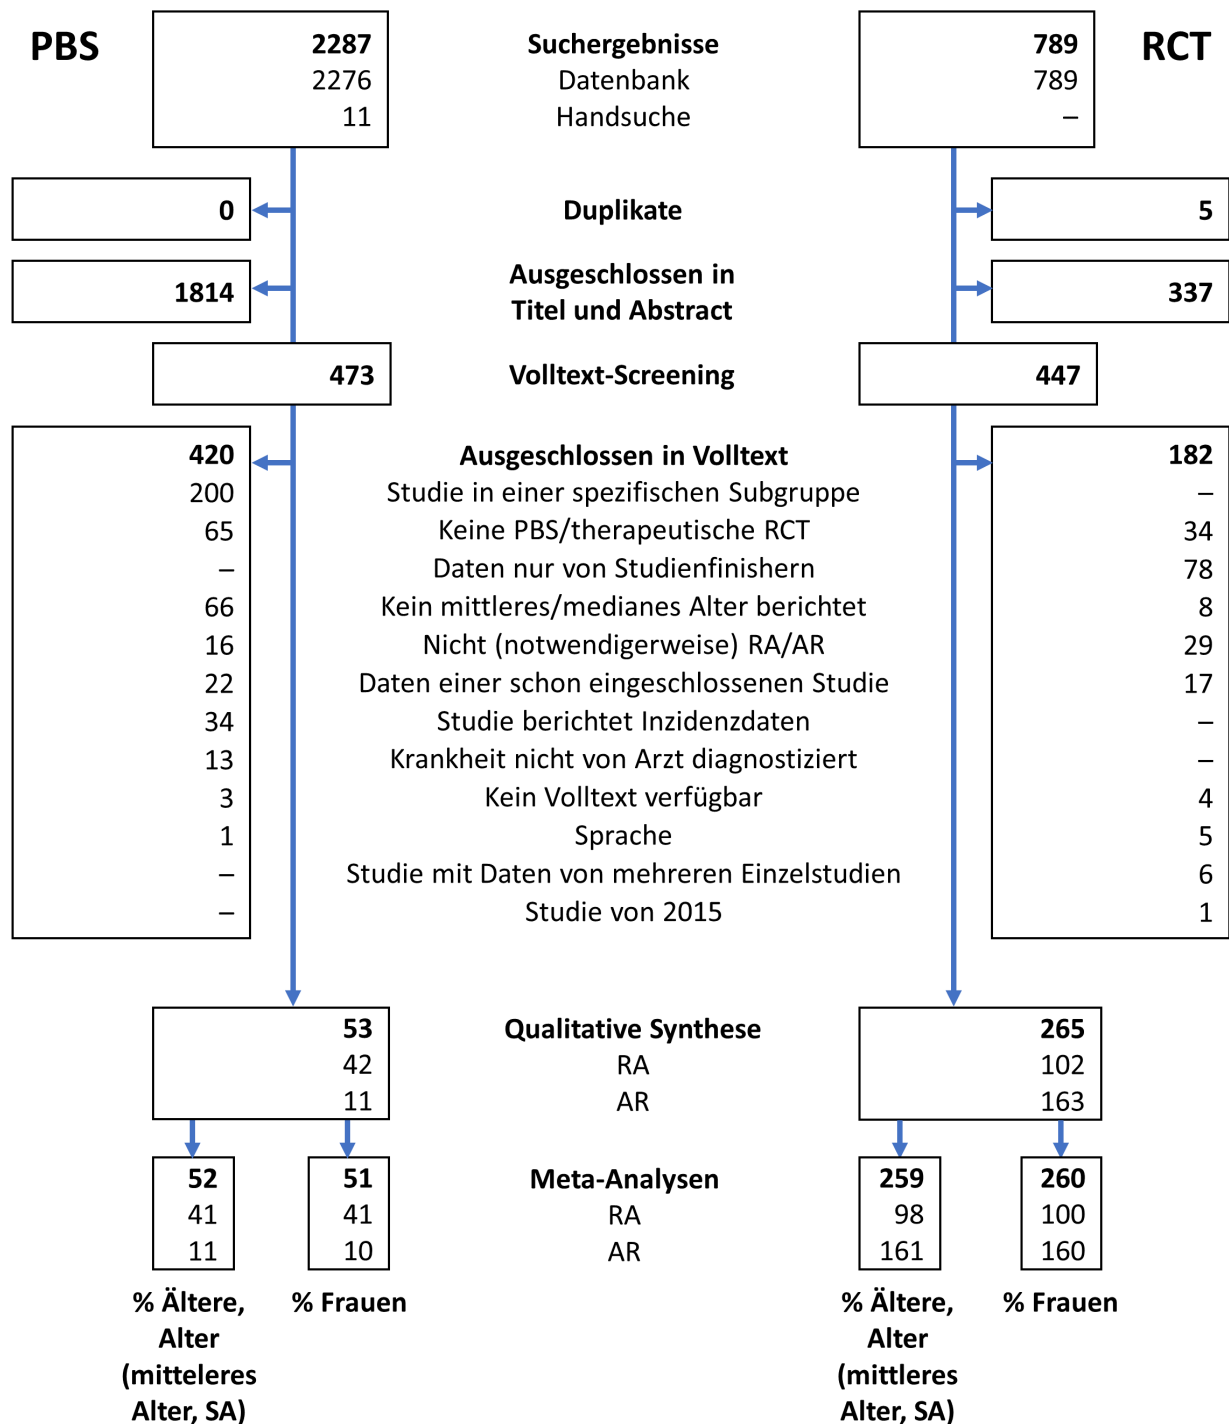 PBS
2287 Suchergebnisse 789
RCT
2276 Datenbank 789
11 Handsuche –
0 Duplikate 5
Ausgeschlossen in
1814 337
Titel und Abstract
473 Volltext-Screening 447
420 Ausgeschlossen in Volltext 182
200 Studie in einer spezifischen Subgruppe –
65 Keine PBS/therapeutische RCT 34
– Daten nur von Studienfinishern 78
66 Kein mittleres/medianes Alter berichtet 8
16 Nicht (notwendigerweise) RA/AR 29
22 Daten einer schon eingeschlossenen Studie 17
34 Studie berichtet Inzidenzdaten –
13 Krankheit nicht von Arzt diagnostiziert –
3 Kein Volltext verfügbar 4
1 Sprache 5
– Studie mit Daten von mehreren Einzelstudien 6
– Studie von 2015 1
53 Qualitative Synthese 265
42 RA 102
11 AR 163
52 51 Meta-Analysen 259 260
41 41 RA 98 100
11 10 AR 161 160
% Ältere, % Frauen % Ältere, % Frauen
Alter Alter
(mitteleres (mittleres
Alter, SA) Alter, SA)